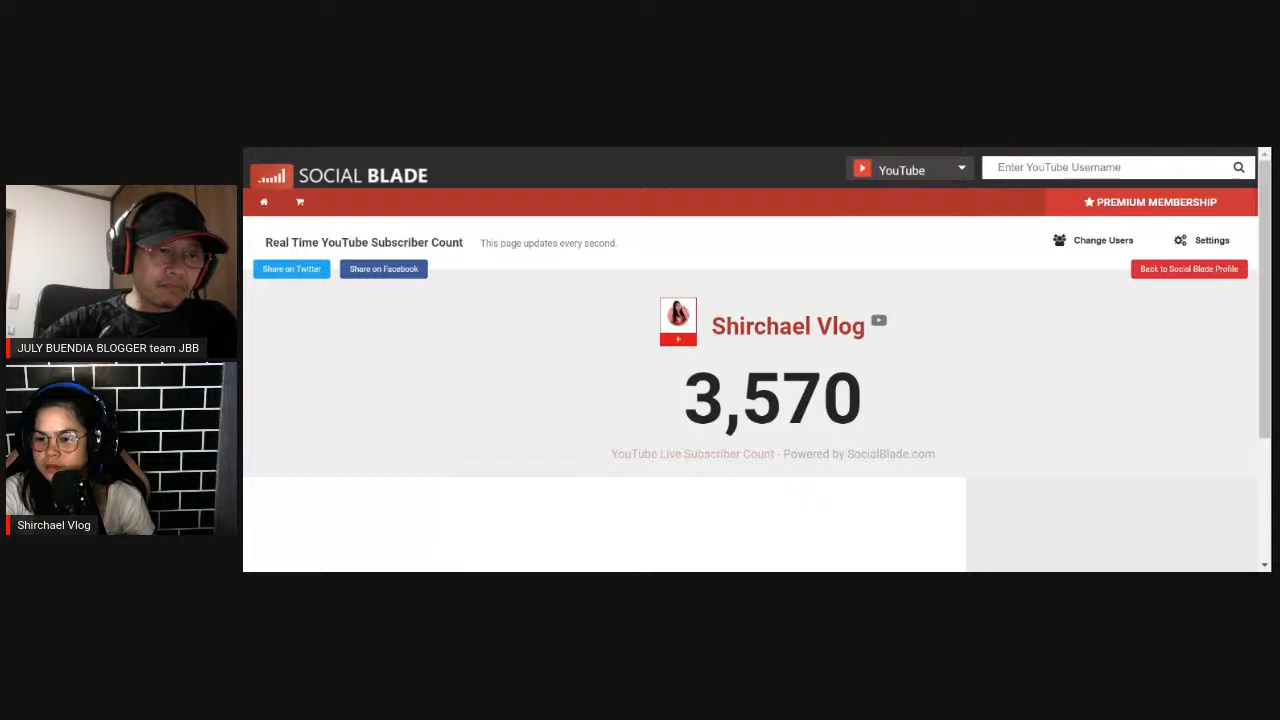 SOCIAL BLADE
YouTube
Enter YouTube Username
PREMIUM MEMBERSHIP
Real Time YouTube Subscriber Count
This page updates every second.
Change Users
Settings
Share on Twitter
Share on Facebook
Back to Social Blade Profile
Shirchael Vlog
+
3,570
YouTube Live Subscriber Count - Powered by SocialBlade.com
JULY BUENDIA BLOGGER team JBB
Shirchael Vlog